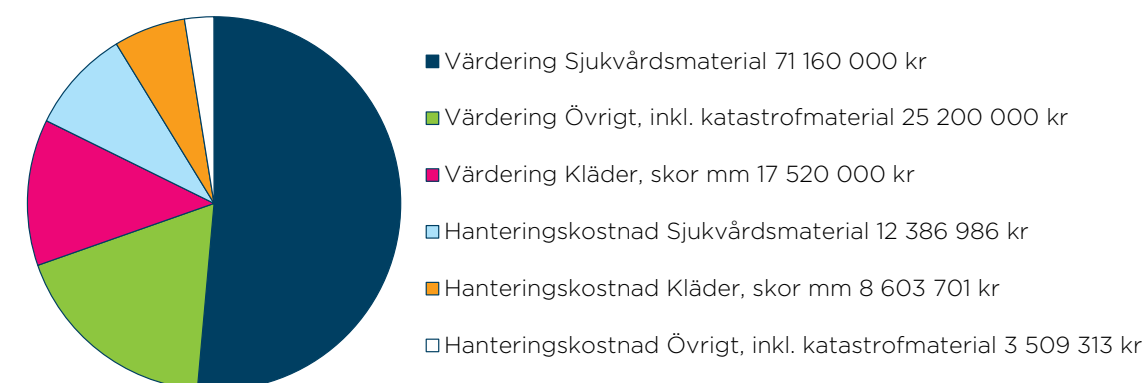 Värdering Sjukvårdsmaterial 71 160 000 kr
Värdering Övrigt, inkl. katastrofmaterial 25 200 000 kr
Värdering Kläder, skor mm 17 520 000 kr
Hanteringskostnad Sjukvårdsmaterial 12 386 986 kr
Hanteringskostnad Kläder, skor mm 8 603 701 kr
Hanteringskostnad Övrigt, inkl. katastrofmaterial 3 509 313 kr